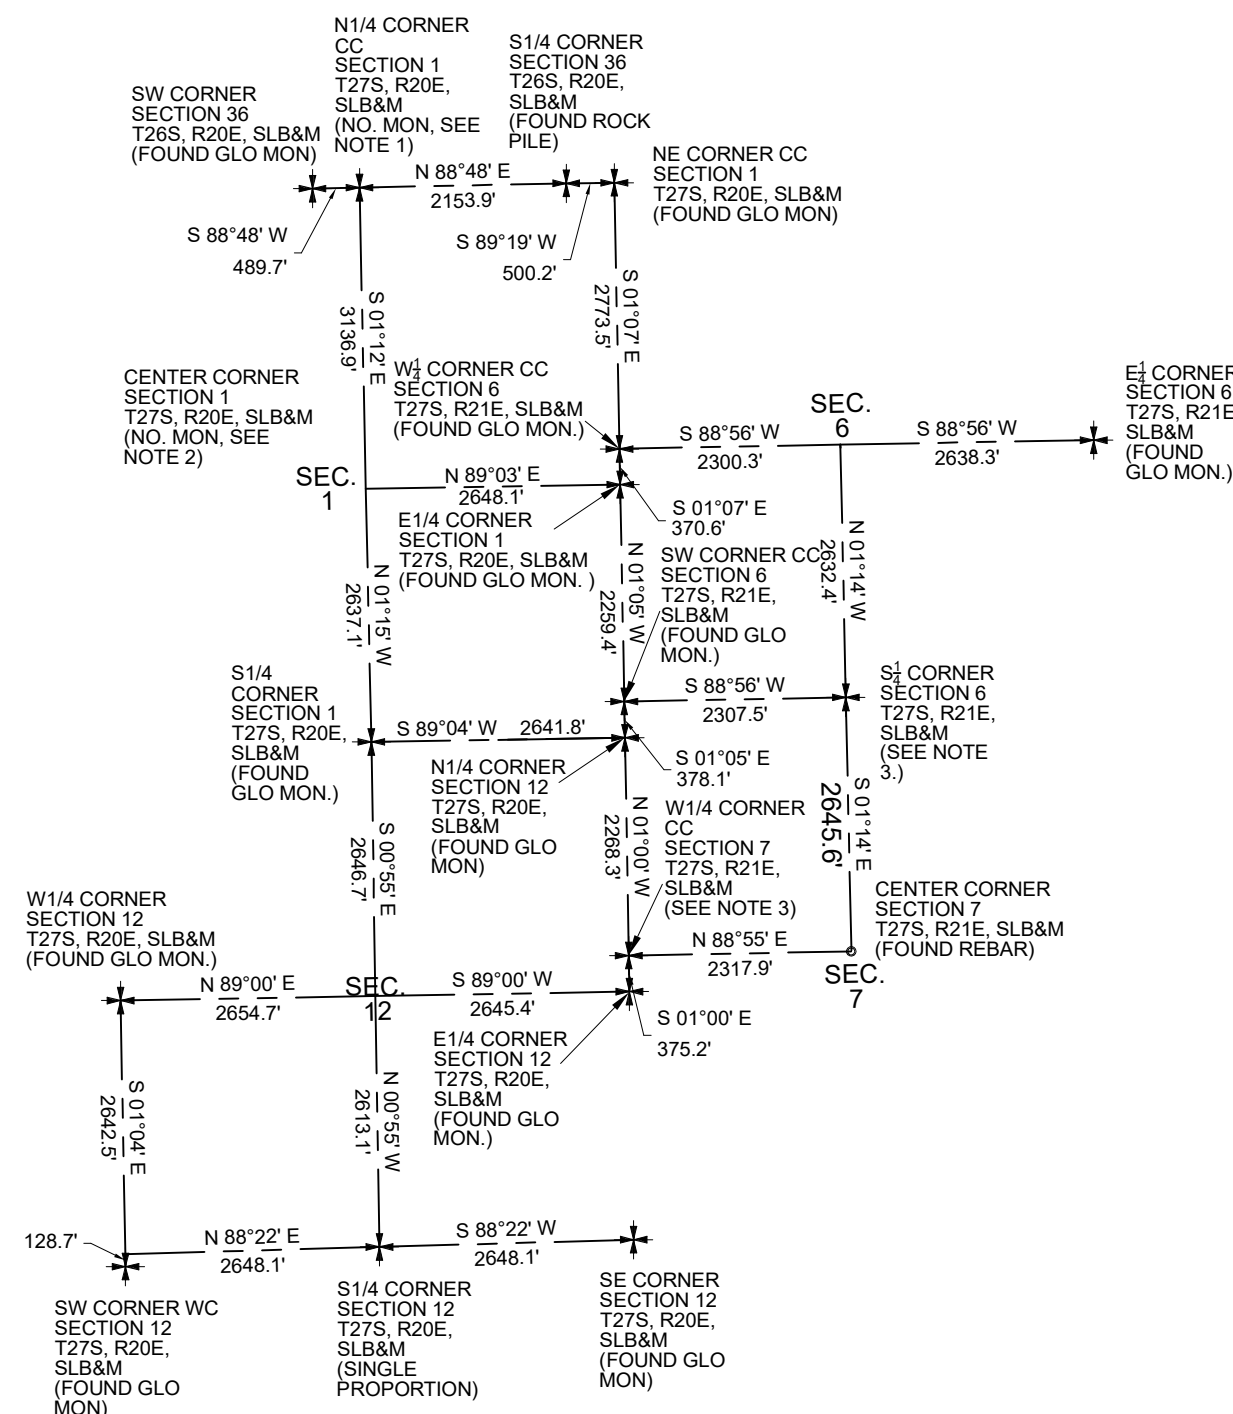 N1/4 CORNER
CC
SECTION 1
T27S, R20E,
SLB&M
(NO. MON, SEE
NOTE 1)
S1/4 CORNER
SECTION 36
T26S, R20E,
SLB&M
(FOUND ROCK
PILE)
SW CORNER
SECTION 36
T26S, R20E, SLB&M
(FOUND GLO MON)
NE CORNER CC
SECTION 1
T27S, R20E, SLB&M
(FOUND GLO MON)
N 88°48' E
2153.9'
S 88°48' W
489.7'
S 89°19' W
500.2'
S 01°12' E
3136.9'
S 01°07' E
2773.5'
CENTER CORNER
SECTION 1
T27S, R20E, SLB&M
(NO. MON, SEE
NOTE 2)
W1/4 CORNER CC
SECTION 6
T27S, R21E, SLB&M
(FOUND GLO MON.)
SEC.
6
E1/4 CORNER
SECTION 6
T27S, R21E
SLB&M
(FOUND
GLO MON.)
S 88°56' W
2300.3'
S 88°56' W
2638.3'
SEC.
1
N 89°03' E
2648.1'
S 01°07' E
370.6'
E1/4 CORNER
SECTION 1
T27S, R20E, SLB&M
(FOUND GLO MON. )
N 01°15' W
2637.1'
N 01°05' W
2259.4'
N 01°14' W
2632.4'
SW CORNER CC
SECTION 6
T27S, R21E,
SLB&M
(FOUND GLO
MON.)
S1/4
CORNER
SECTION 1
T27S, R20E,
SLB&M
(FOUND
GLO MON.)
S 88°56' W
2307.5'
S1/4 CORNER
SECTION 6
T27S, R21E,
SLB&M
(SEE NOTE
3.)
S 89°04' W
2641.8'
S 01°05' E
378.1'
N1/4 CORNER
SECTION 12
T27S, R20E,
SLB&M
(FOUND GLO
MON)
S 00°55' E
2646.7'
N 01°00' W
2268.3'
S 01°14' E
2645.6'
W1/4 CORNER
CC
SECTION 7
T27S, R21E,
SLB&M
(SEE NOTE 3)
CENTER CORNER
SECTION 7
T27S, R21E, SLB&M
(FOUND REBAR)
W1/4 CORNER
SECTION 12
T27S, R20E, SLB&M
(FOUND GLO MON.)
N 88°55' E
2317.9'
SEC.
7
N 89°00' E
2654.7'
SEC.
12
S 89°00' W
2645.4'
S 01°00' E
375.2'
E1/4 CORNER
SECTION 12
T27S, R20E,
SLB&M
(FOUND GLO
MON.)
S 01°04' E
2642.5'
N 00°55' W
2613.1'
128.7'
N 88°22' E
2648.1'
S 88°22' W
2648.1'
SW CORNER WC
SECTION 12
T27S, R20E,
SLB&M
(FOUND GLO
MON)
S1/4 CORNER
SECTION 12
T27S, R20E,
SLB&M
(SINGLE
PROPORTION)
SE CORNER
SECTION 12
T27S, R20E,
SLB&M
(FOUND GLO
MON)